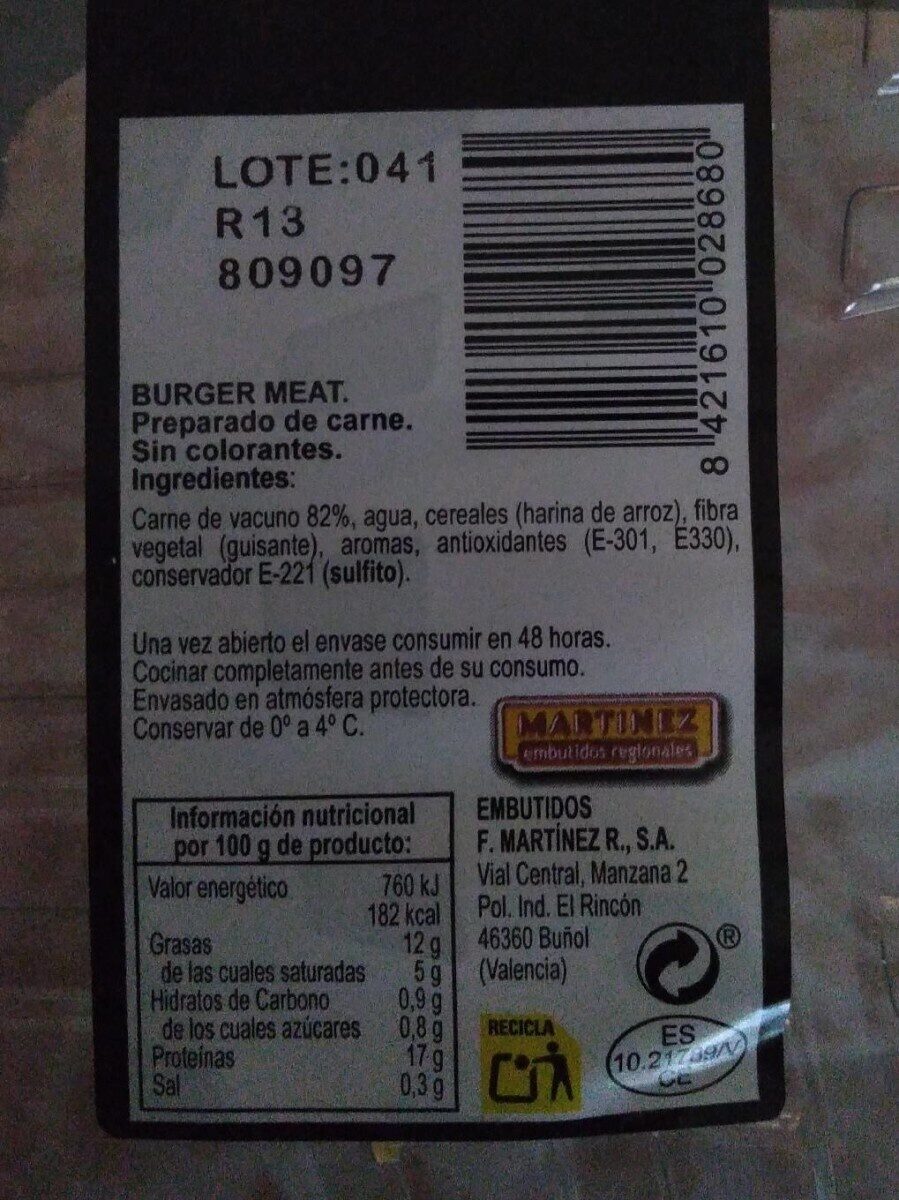 LOTE:041
R13
809097
8 421610 028680
BURGER MEAT.
Preparado de carne.
Sin colorantes.
Ingredientes:
Carne de vacuno 82%, agua, cereales (harina de arroz), fibra
vegetal (guisante), aromas, antioxidantes (E-301, E330),
conservador E-221 (sulfito).
Una vez abierto el envase consumir en 48 horas.
Cocinar completamente antes de su consumo.
Envasado en atmósfera protectora.
Conservar de 0º a 4º C.
MARTINEZ
embutidos regionales
Información nutricional
por 100 g de producto:
Valor energético 760 kJ
182 kcal
Grasas 12 g
de las cuales saturadas 5 g
Hidratos de Carbono 0,9 g
de los cuales azúcares 0,8 g
Proteínas 17 g
Sal 0,3 g
EMBUTIDOS
F. MARTÍNEZ R., S.A.
Vial Central, Manzana 2
Pol. Ind. El Rincón
46360 Buñol
(Valencia)
®
RECICLA
ES
CE